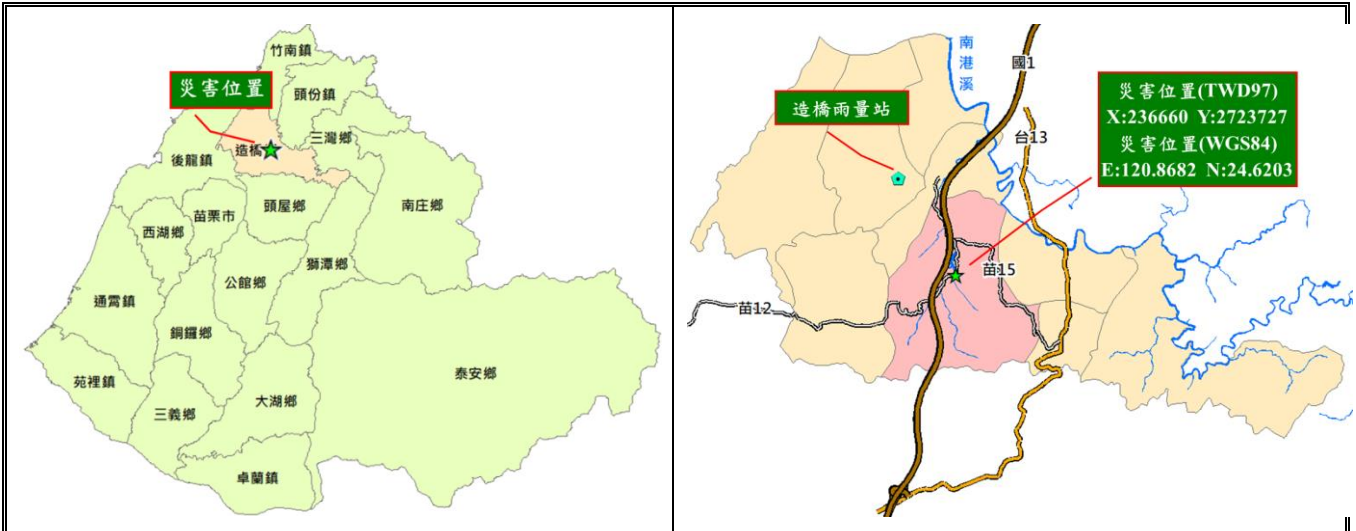 竹南鎮
災害位置
頭份鎮
三灣鄉
造橋
後龍鎮
南庄鄉
頭屋鄉
苗栗市
西湖鄉
獅潭鄉
公館鄉
通霄鎮
銅鑼鄉
泰安鄉
苑裡鎮
大湖鄉
三義鄉
卓蘭鎮
南港溪
國1
造橋雨量站
台13
災害位置(TWD97)
X:236660 Y:2723727
災害位置(WGS84)
E:120.8682 N:24.6203
苗15
苗12